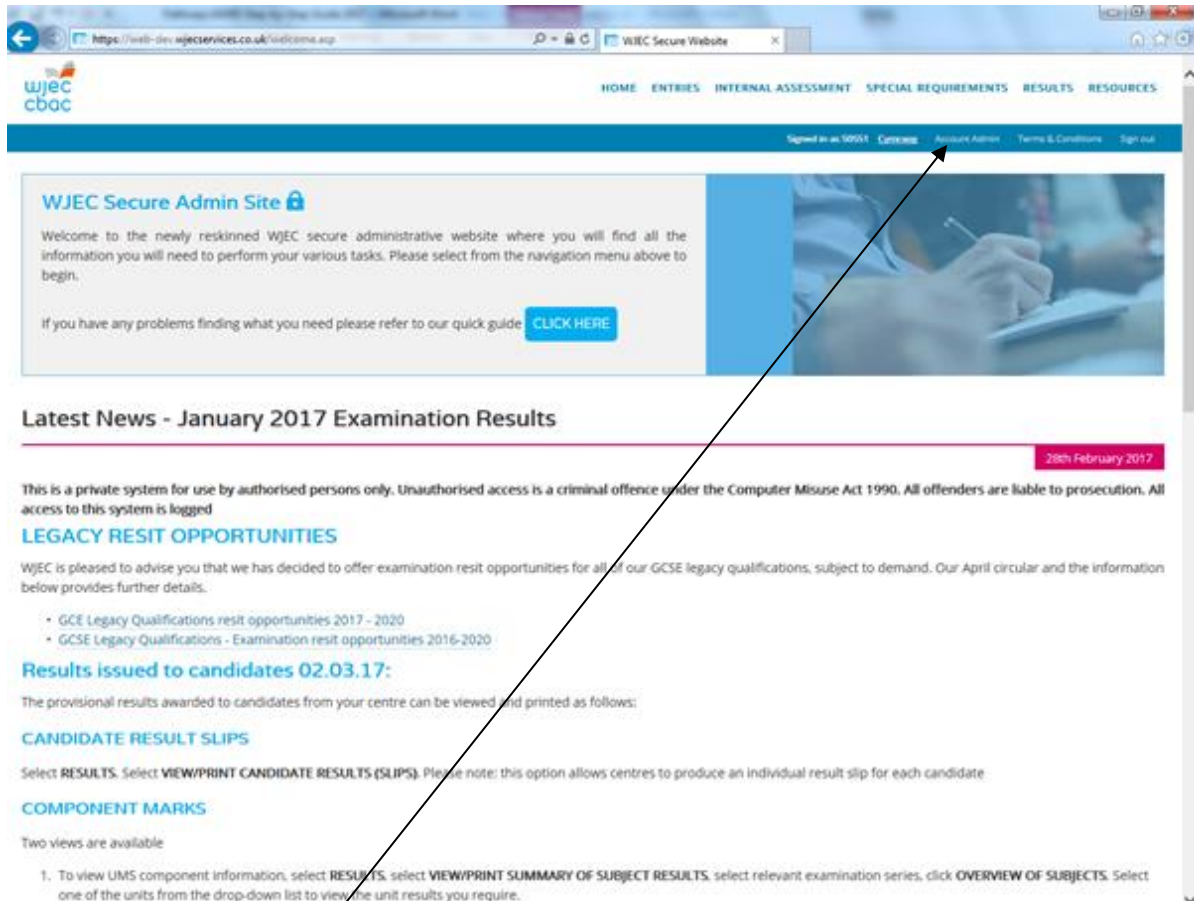 https://web-dev.wjecservices.co.uk/welcome.asp
WJEC Secure Website
wjec
cbac
HOME ENTRIES INTERNAL ASSESSMENT SPECIAL REQUIREMENTS RESULTS RESOURCES
Signed in as Cymraeg Account Admin Terms & Conditions Sign out
WJEC Secure Admin Site
Welcome to the newly reskinned WJEC secure administrative website where you will find all the
information you will need to perform your various tasks. Please select from the navigation menu above to
begin.
If you have any problems finding what you need please refer to our quick guide CLICK HERE
Latest News - January 2017 Examination Results
28th February 2017
This is a private system for use by authorised persons only. Unauthorised access is a criminal offence under the Computer Misuse Act 1990. All offenders are liable to prosecution. All
access to this system is logged
LEGACY RESIT OPPORTUNITIES
WJEC is pleased to advise you that we has decided to offer examination resit opportunities for all of our GCSE legacy qualifications, subject to demand. Our April circular and the information
below provides further details.
• GCE Legacy Qualifications resit opportunities 2017 - 2020
• GCSE Legacy Qualifications - Examination resit opportunities 2016-2020
Results issued to candidates 02.03.17:
The provisional results awarded to candidates from your centre can be viewed and printed as follows:
CANDIDATE RESULT SLIPS
Select RESULTS. Select VIEW/PRINT CANDIDATE RESULTS (SLIPS). Please note: this option allows centres to produce an individual result slip for each candidate
COMPONENT MARKS
Two views are available
1. To view UMS component information, select RESULTS, select VIEW/PRINT SUMMARY OF SUBJECT RESULTS, select relevant examination series, click OVERVIEW OF SUBJECTS. Select
one of the units from the drop-down list to view the unit results you require.